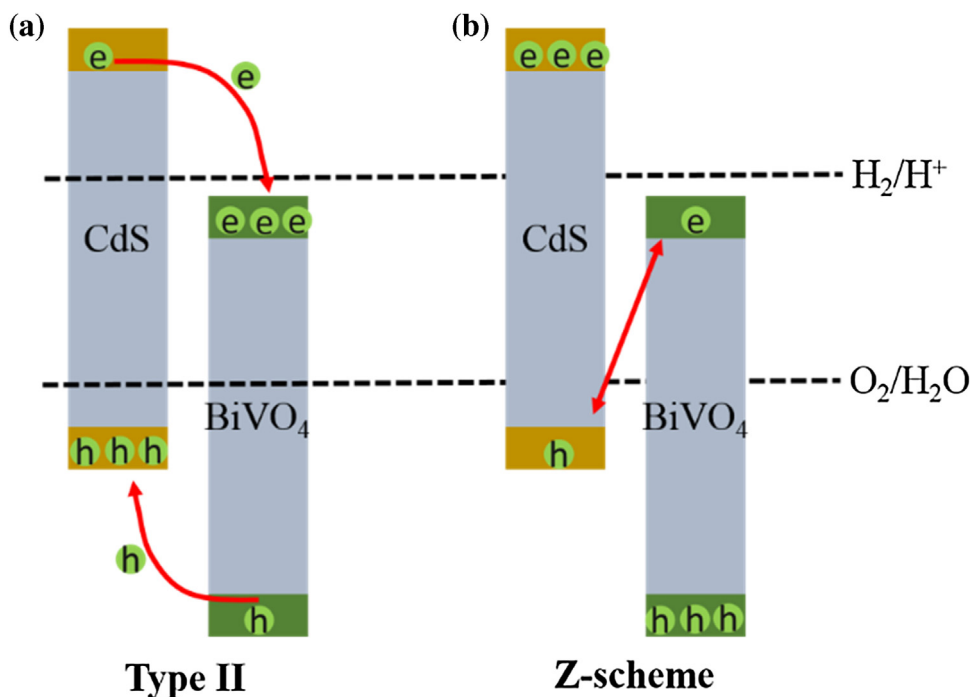 (a)
(b)
e
e
e e e
e e e
e
H₂/H⁺
CdS
CdS
O₂/H₂O
BiVO₄
BiVO₄
h h h
h
h
h
h h h
Type II
Z-scheme